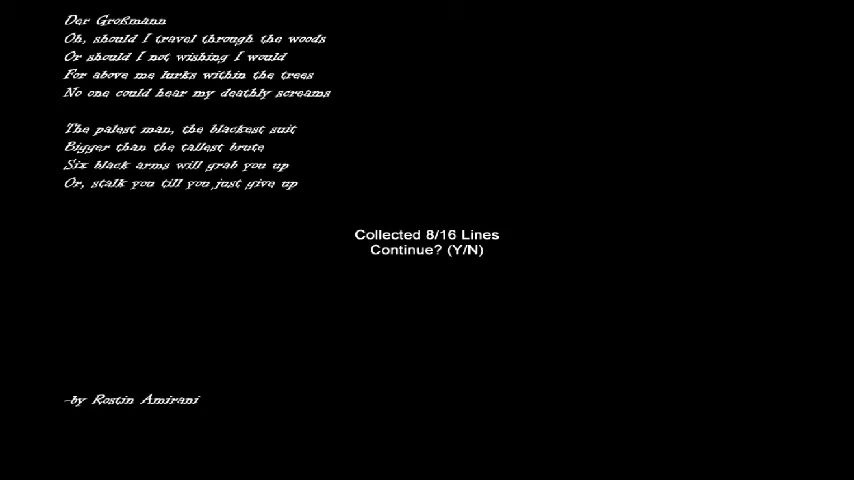 Der Großmann
Oh, should I travel through the woods
Or should I not wishing I would
For above me lurks within the trees
No one could hear my deathly screams
The palest man, the blackest suit
Bigger than the tallest brute
Six black arms will grab you up
Or, stalk you till you just give up
Collected 8/16 Lines
Continue? (Y/N)
-by Rostin Amirani